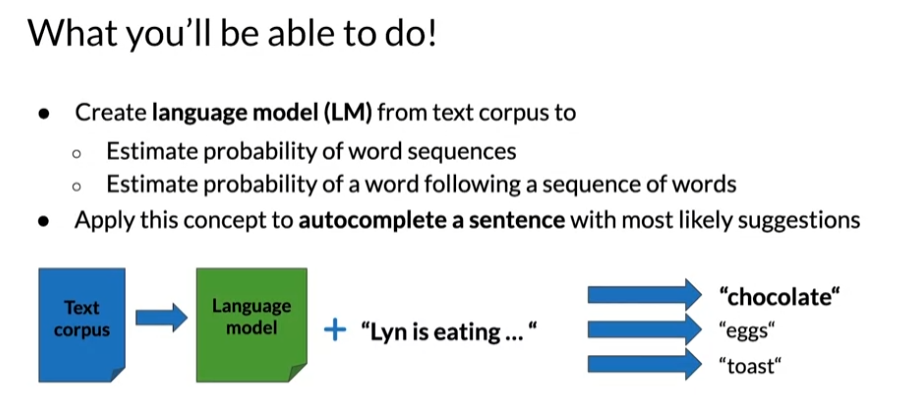 What you'll be able to do!
● Create language model (LM) from text corpus to
○ Estimate probability of word sequences
○ Estimate probability of a word following a sequence of words
● Apply this concept to autocomplete a sentence with most likely suggestions
Text
corpus
Language
model
+ “Lyn is eating ... “
“chocolate“
“eggs“
“toast“